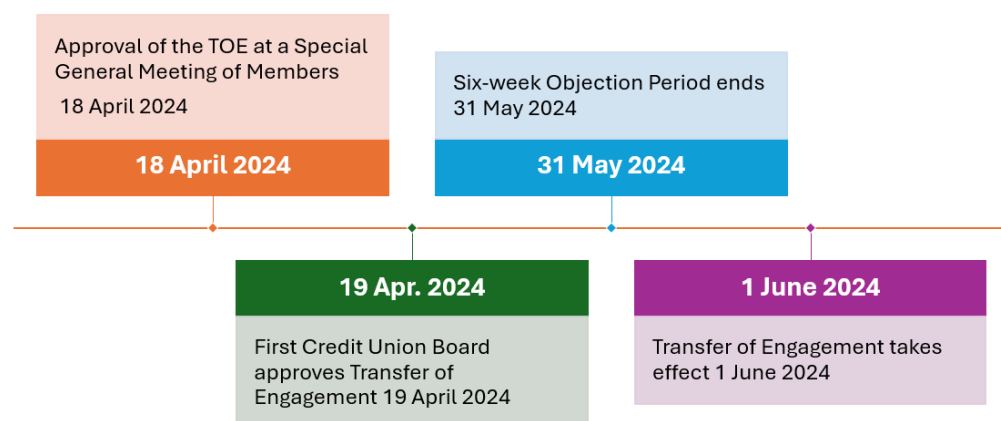 Approval of the TOE at a Special
General Meeting of Members
18 April 2024
18 April 2024
19 Apr. 2024
First Credit Union Board
approves Transfer of
Engagement 19 April 2024
Six-week Objection Period ends
31 May 2024
31 May 2024
1 June 2024
Transfer of Engagement takes
effect 1 June 2024